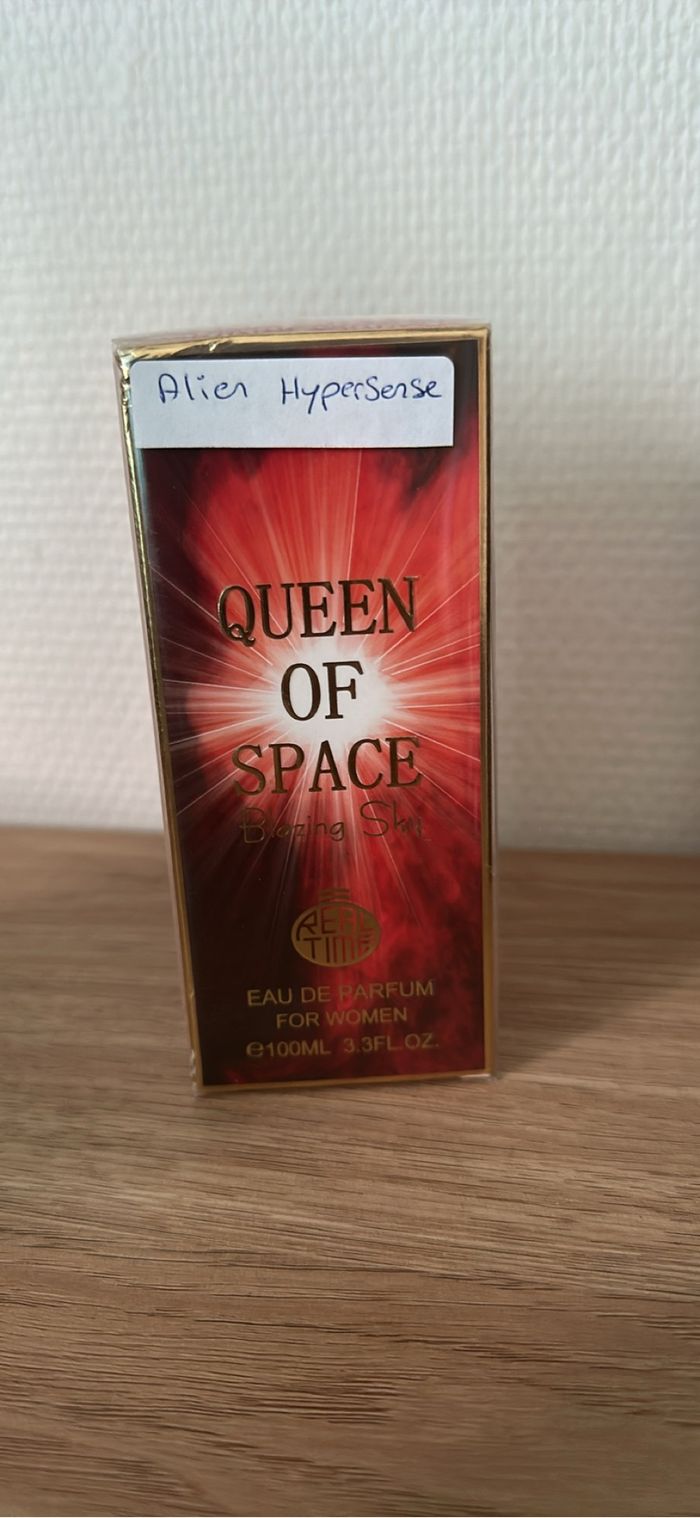 Alien HyperSense
QUEEN
OF
SPACE
Blazing Sky
REAL
TIME
EAU DE PARFUM
FOR WOMEN
℮100ML 3.3FL.OZ.